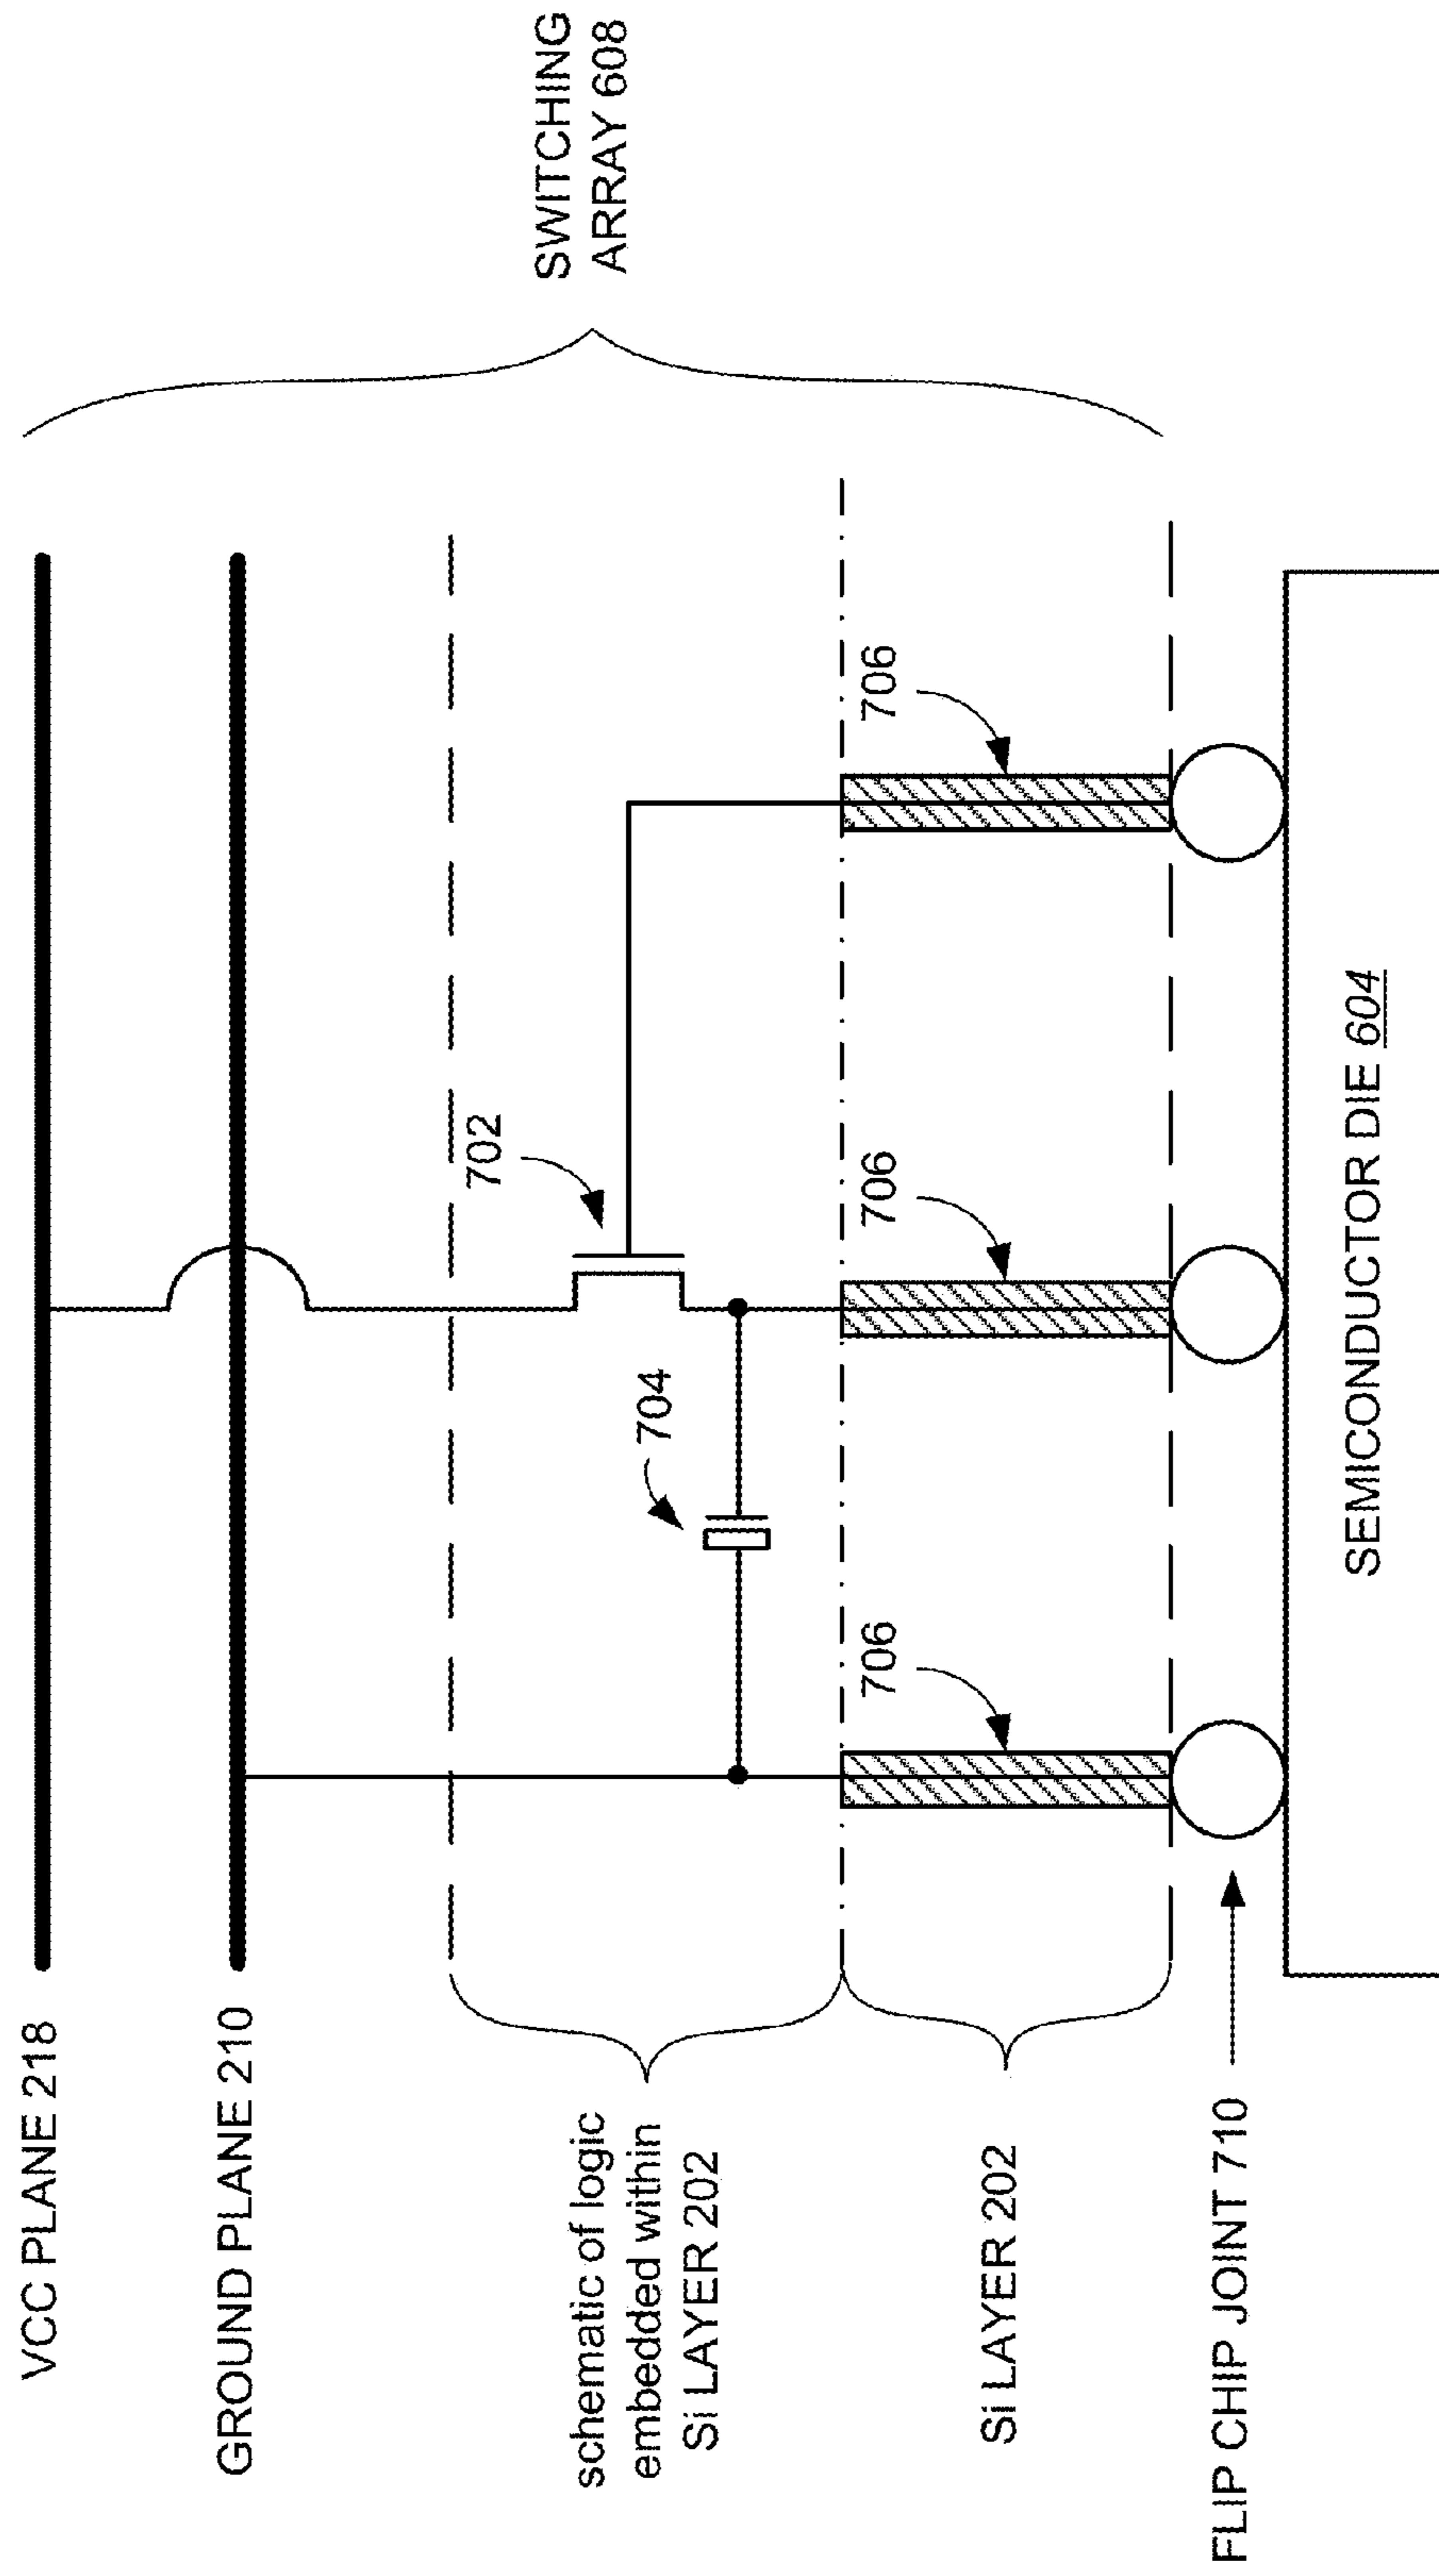 VCC PLANE 218
GROUND PLANE 210
SWITCHING
ARRAY 608
702
704
schematic of logic
embedded within
Si LAYER 202
706
706
706
Si LAYER 202
FLIP CHIP JOINT 710
SEMICONDUCTOR DIE 604